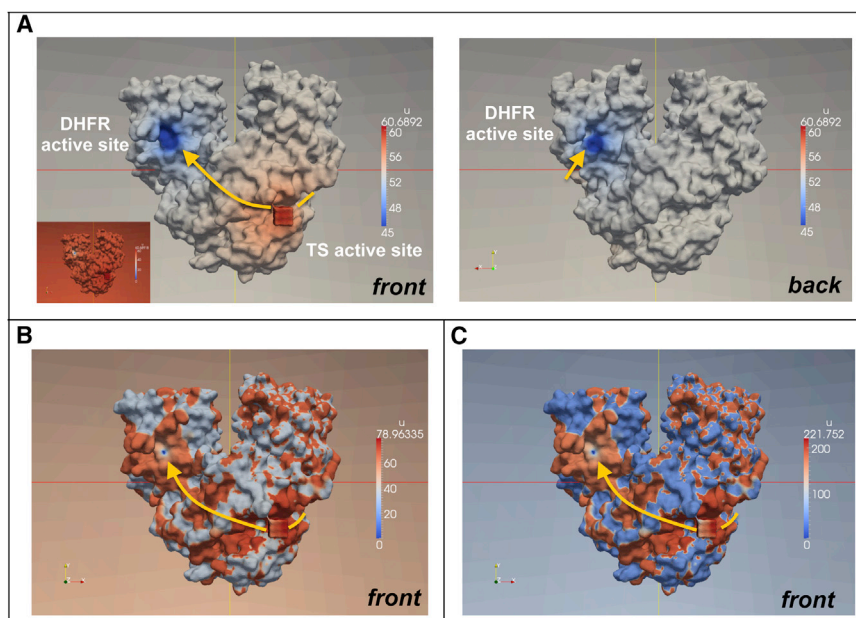 A
DHFR
active site
TS active site
front
u
60.6892
60
56
52
48
45
DHFR
active site
back
u
60.6892
60
56
52
48
45
B
front
u
78.96335
60
40
20
0
C
front
u
221.752
200
100
0